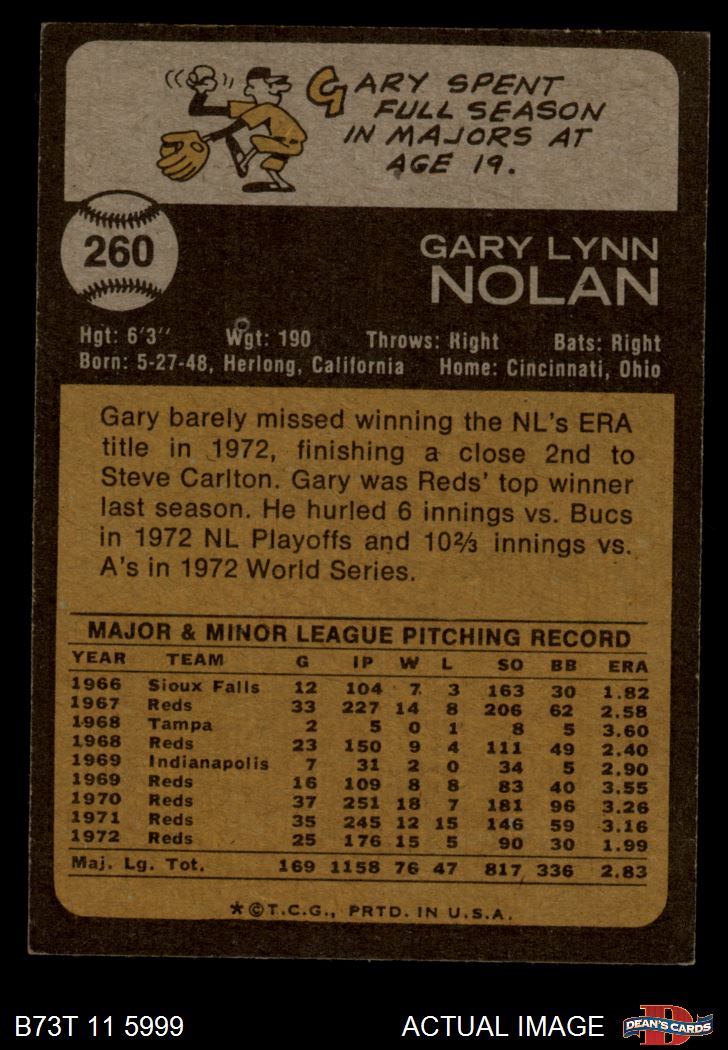 GARY SPENT
FULL SEASON
IN MAJORS AT
AGE 19.
260
GARY LYNN
NOLAN
Hgt: 6'3" Wgt: 190 Throws: Right Bats: Right
Born: 5-27-48, Herlong, California Home: Cincinnati, Ohio
Gary barely missed winning the NL's ERA
title in 1972, finishing a close 2nd to
Steve Carlton. Gary was Reds' top winner
last season. He hurled 6 innings vs. Bucs
in 1972 NL Playoffs and 10⅔ innings vs.
A's in 1972 World Series.
MAJOR & MINOR LEAGUE PITCHING RECORD
YEAR TEAM G IP W L SO BB ERA
1966 Sioux Falls 12 104 7 3 163 30 1.82
1967 Reds 33 227 14 8 206 62 2.58
1968 Tampa 2 5 0 1 8 5 3.60
1968 Reds 23 150 9 4 111 49 2.40
1969 Indianapolis 7 31 2 0 34 5 2.90
1969 Reds 16 109 8 8 83 40 3.55
1970 Reds 37 251 18 7 181 96 3.26
1971 Reds 35 245 12 15 146 59 3.16
1972 Reds 25 176 15 5 90 30 1.99
Maj. Lg. Tot. 169 1158 76 47 817 336 2.83
*©T.C.G., PRTD. IN U.S.A.
B73T 11 5999 ACTUAL IMAGE D DEAN'S CARDS